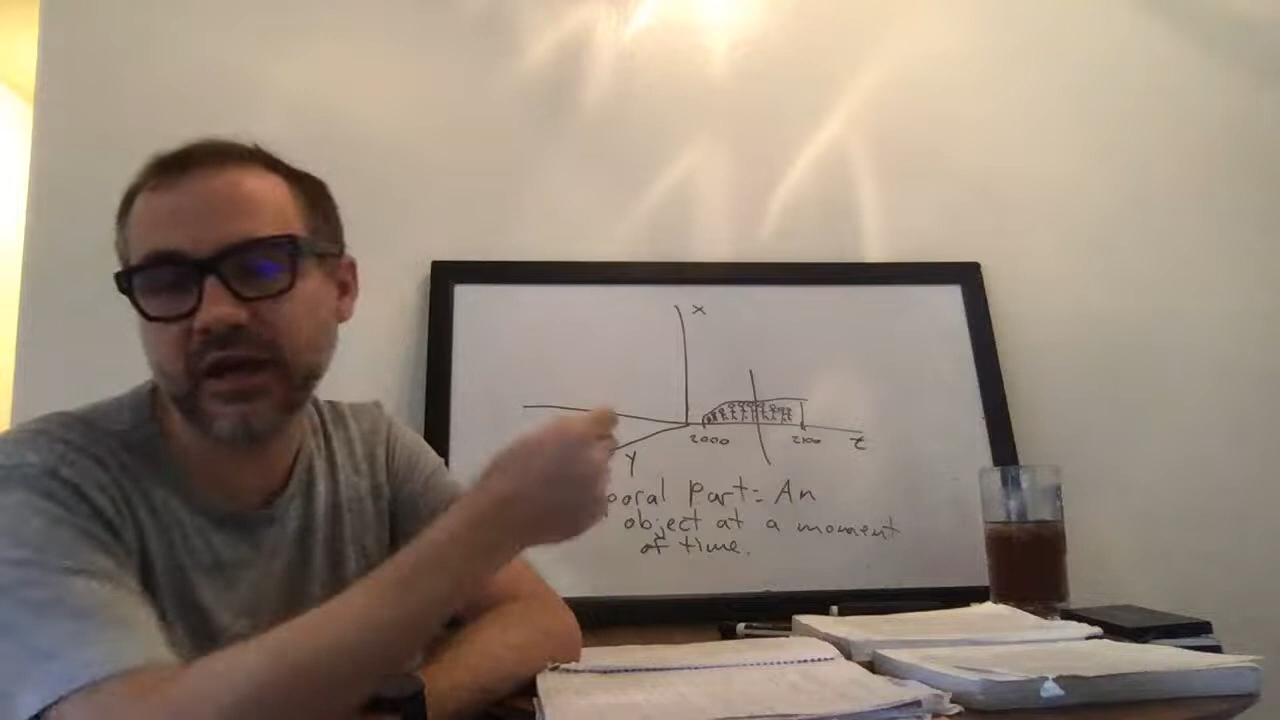 x
2000 2100 t
y
poral part: An
object at a moment
of time.